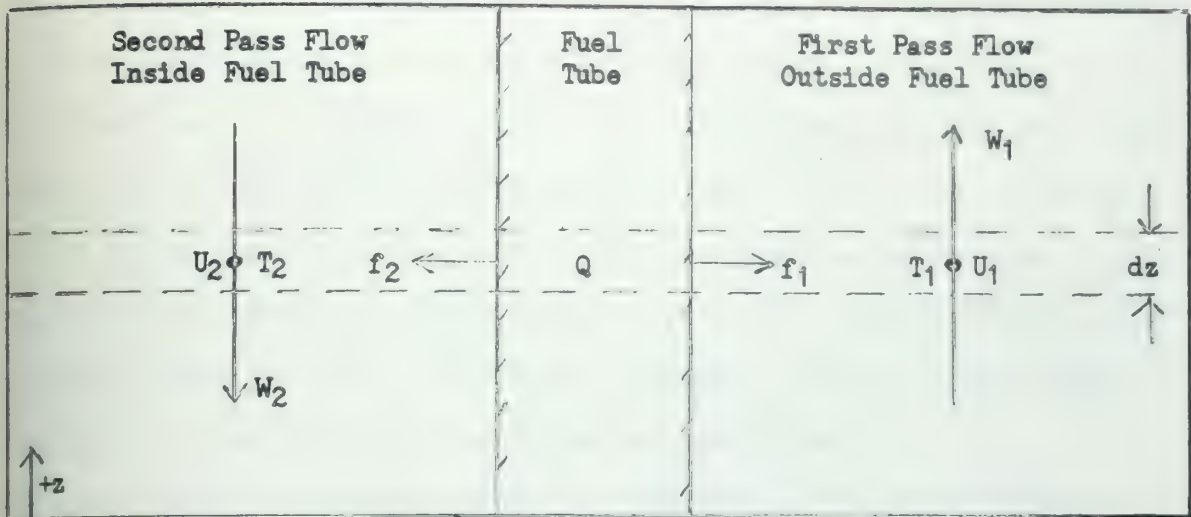 Second Pass Flow
Inside Fuel Tube
Fuel
Tube
First Pass Flow
Outside Fuel Tube
W₁
U₂ T₂ f₂ Q f₁ T₁ U₁ dz
W₂
+z